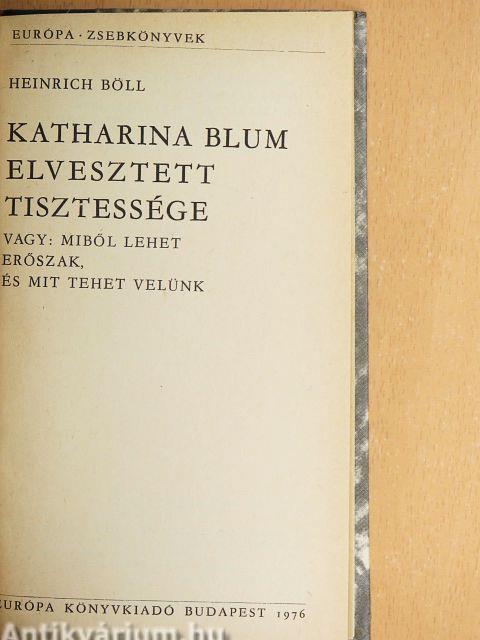 EURÓPA · ZSEBKÖNYVEK
HEINRICH BÖLL
KATHARINA BLUM
ELVESZTETT
TISZTESSÉGE
VAGY: MIBŐL LEHET
ERŐSZAK,
ÉS MIT TEHET VELÜNK
EURÓPA KÖNYVKIADÓ BUDAPEST 1976
Antikvárium.hu